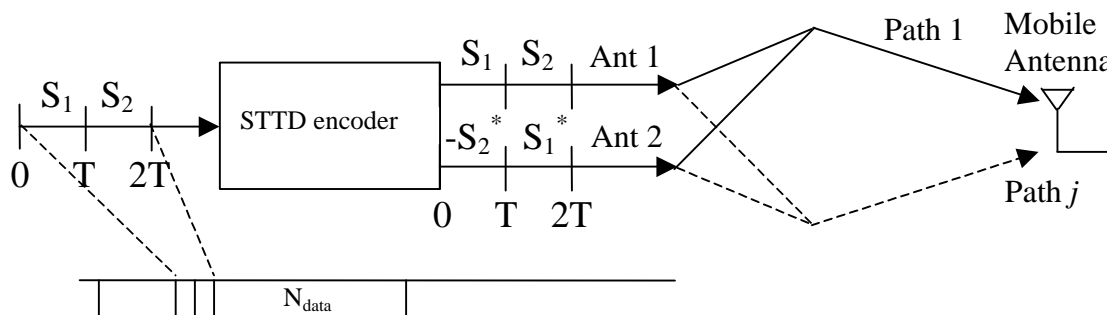 S₁ S₂ Ant 1 Path 1 Mobile Antenna
S₁ S₂ STTD encoder
-S₂* S₁* Ant 2
0 T 2T 0 T 2T Path j
N_data